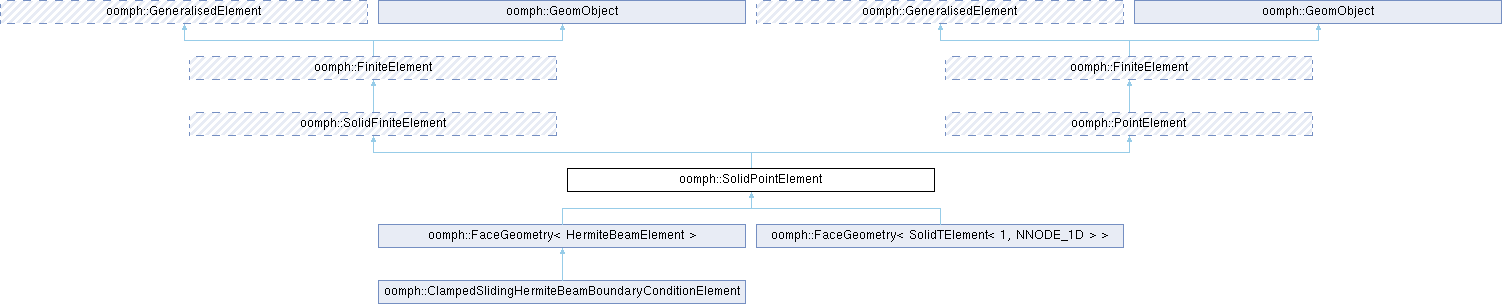 oomph::GeneralisedElement
oomph::GeomObject
oomph::GeneralisedElement
oomph::GeomObject
oomph::FiniteElement
oomph::FiniteElement
oomph::SolidFiniteElement
oomph::PointElement
oomph::SolidPointElement
oomph::FaceGeometry< HermiteBeamElement >
oomph::FaceGeometry< SolidTElement< 1, NNODE_1D > >
oomph::ClampedSlidingHermiteBeamBoundaryConditionElement